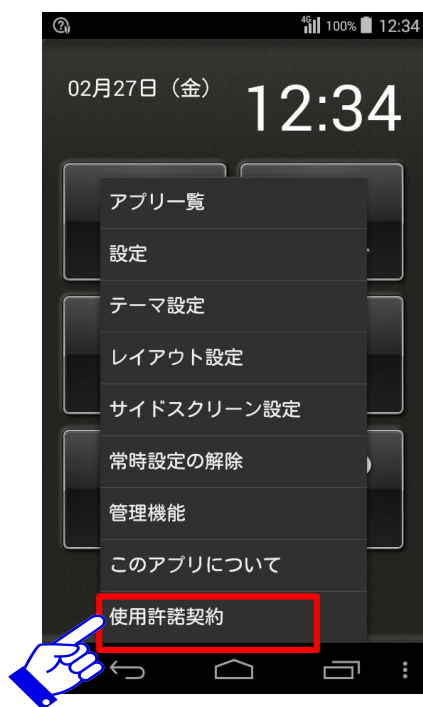 4G 100% 12:34
02月27日（金）
12:34
アプリ一覧
設定
テーマ設定
レイアウト設定
サイドスクリーン設定
常時設定の解除
管理機能
このアプリについて
使用許諾契約